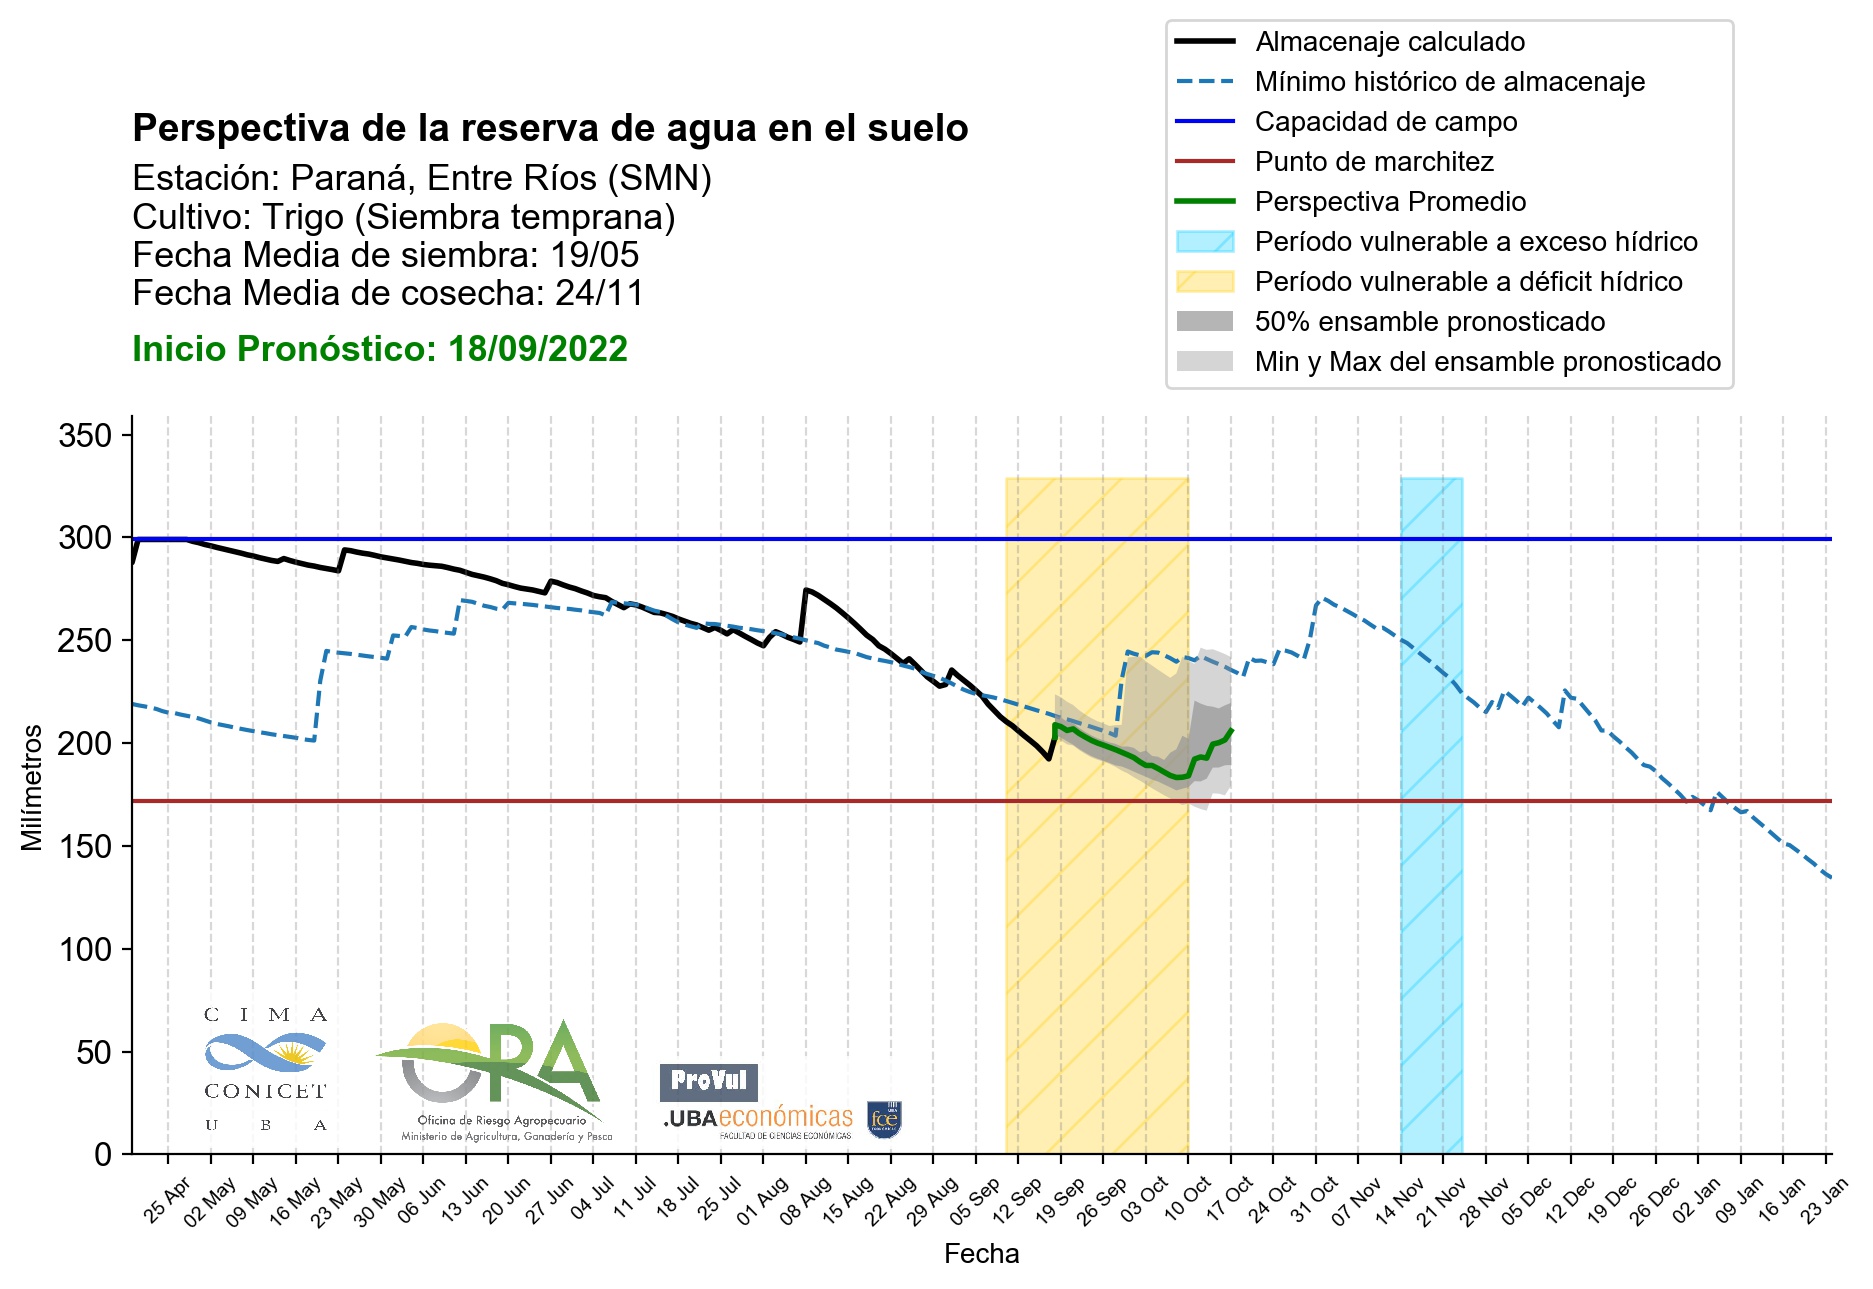 Almacenaje calculado
Mínimo histórico de almacenaje
Capacidad de campo
Punto de marchitez
Perspectiva Promedio
Período vulnerable a exceso hídrico
Período vulnerable a déficit hídrico
50% ensamble pronosticado
Min y Max del ensamble pronosticado
Perspectiva de la reserva de agua en el suelo
Estación: Paraná, Entre Ríos (SMN)
Cultivo: Trigo (Siembra temprana)
Fecha Media de siembra: 19/05
Fecha Media de cosecha: 24/11
Inicio Pronóstico: 18/09/2022
350
300
250
200
150
100
50
0
Milímetros
C I M A
CONICET
U B A
ORA
Oficina de Riesgo Agropecuario
Ministerio de Agricultura, Ganadería y Pesca
ProVul
.UBAeconómicas
FACULTAD DE CIENCIAS ECONÓMICAS
UBA
fce
ECONÓMICAS
25 Apr
02 May
09 May
16 May
23 May
30 May
06 Jun
13 Jun
20 Jun
27 Jun
04 Jul
11 Jul
18 Jul
25 Jul
01 Aug
08 Aug
15 Aug
22 Aug
29 Aug
05 Sep
12 Sep
19 Sep
26 Sep
03 Oct
10 Oct
17 Oct
24 Oct
31 Oct
07 Nov
14 Nov
21 Nov
28 Nov
05 Dec
12 Dec
19 Dec
26 Dec
02 Jan
09 Jan
16 Jan
23 Jan
Fecha